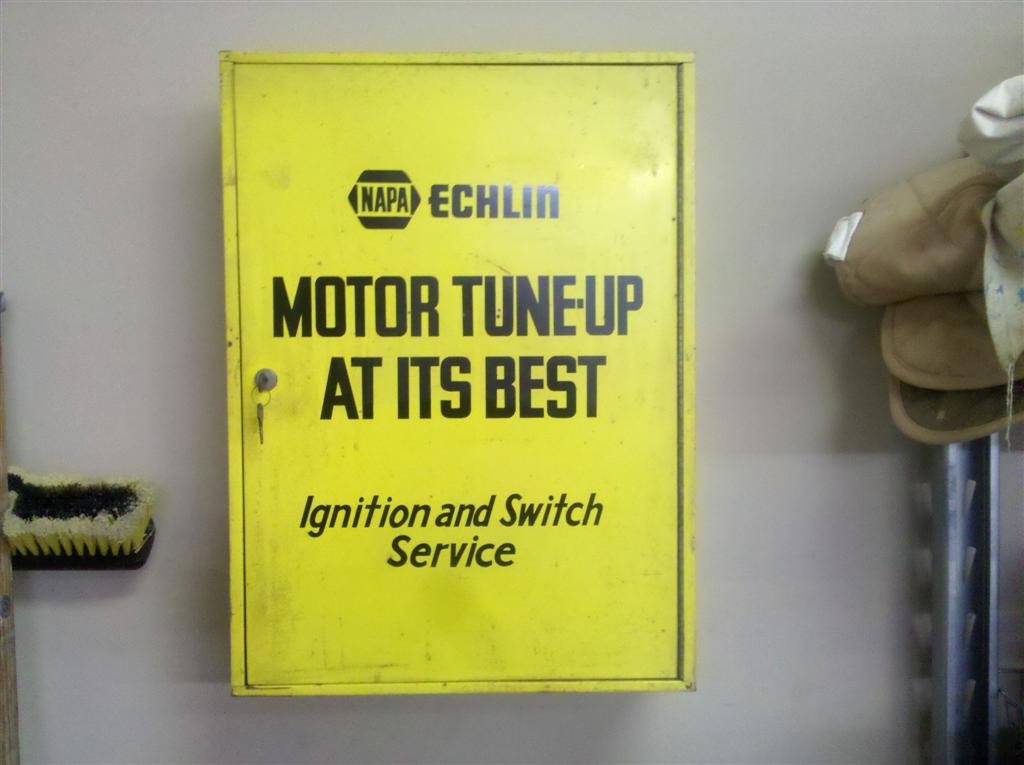 NAPA ECHLIN
MOTOR TUNE-UP
AT ITS BEST
Ignition and Switch
Service